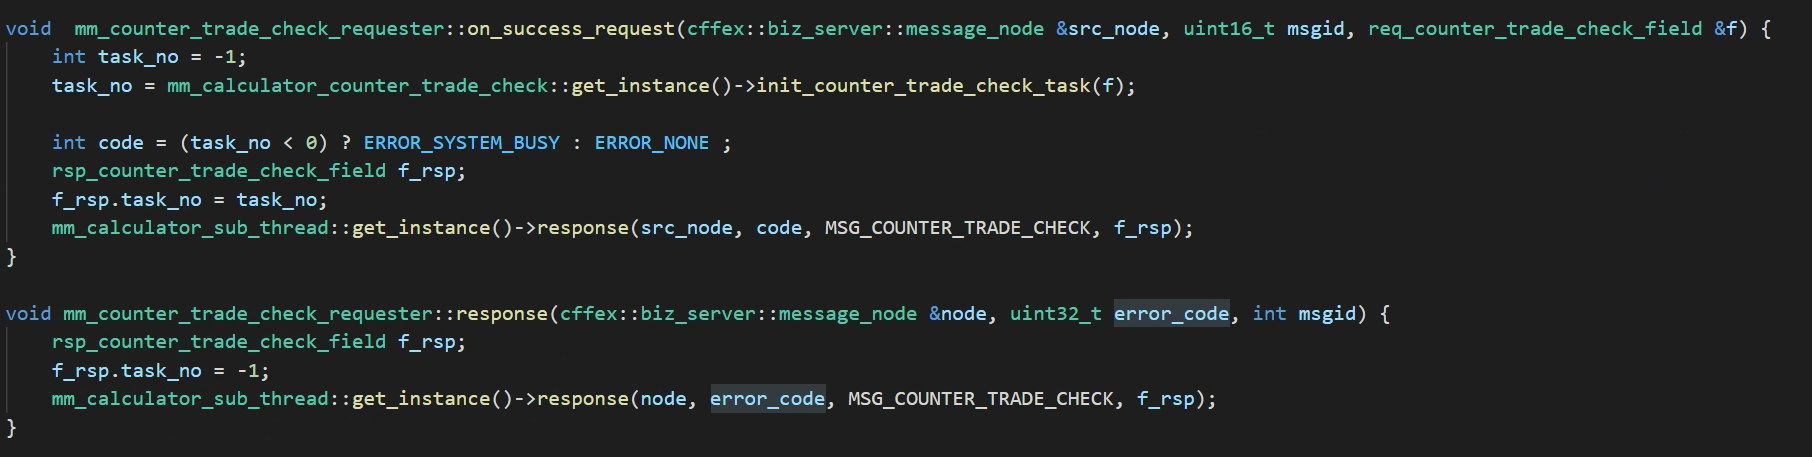 void  mm_counter_trade_check_requester::on_success_request(cffex::biz_server::message_node &src_node, uint16_t msgid, req_counter_trade_check_field &f) {
    int task_no = -1;
    task_no = mm_calculator_counter_trade_check::get_instance()->init_counter_trade_check_task(f);
    int code = (task_no < 0) ? ERROR_SYSTEM_BUSY : ERROR_NONE ;
    rsp_counter_trade_check_field f_rsp;
    f_rsp.task_no = task_no;
    mm_calculator_sub_thread::get_instance()->response(src_node, code, MSG_COUNTER_TRADE_CHECK, f_rsp);
}
void mm_counter_trade_check_requester::response(cffex::biz_server::message_node &node, uint32_t error_code, int msgid) {
    rsp_counter_trade_check_field f_rsp;
    f_rsp.task_no = -1;
    mm_calculator_sub_thread::get_instance()->response(node, error_code, MSG_COUNTER_TRADE_CHECK, f_rsp);
}